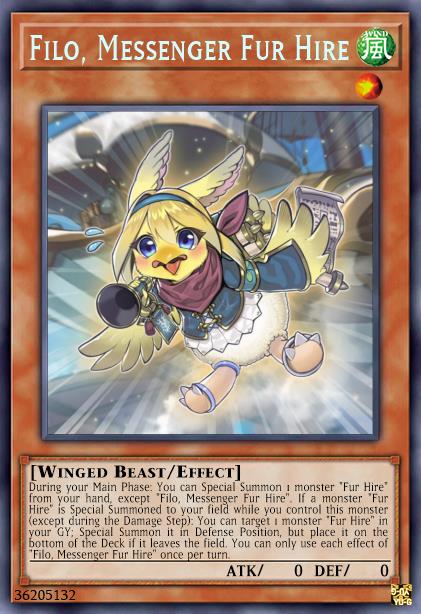 FILO, MESSENGER FUR HIRE
WIND
風
[WINGED BEAST/EFFECT]
During your Main Phase: You can Special Summon 1 monster "Fur Hire"
from your hand, except "Filo, Messenger Fur Hire". If a monster "Fur
Hire" is Special Summoned to your field while you control this monster
(except during the Damage Step): You can target 1 monster "Fur Hire" in
your GY; Special Summon it in Defense Position, but place it on the
bottom of the Deck if it leaves the field. You can only use each effect of
"Filo, Messenger Fur Hire" once per turn.
ATK/ 0 DEF/ 0
36205132